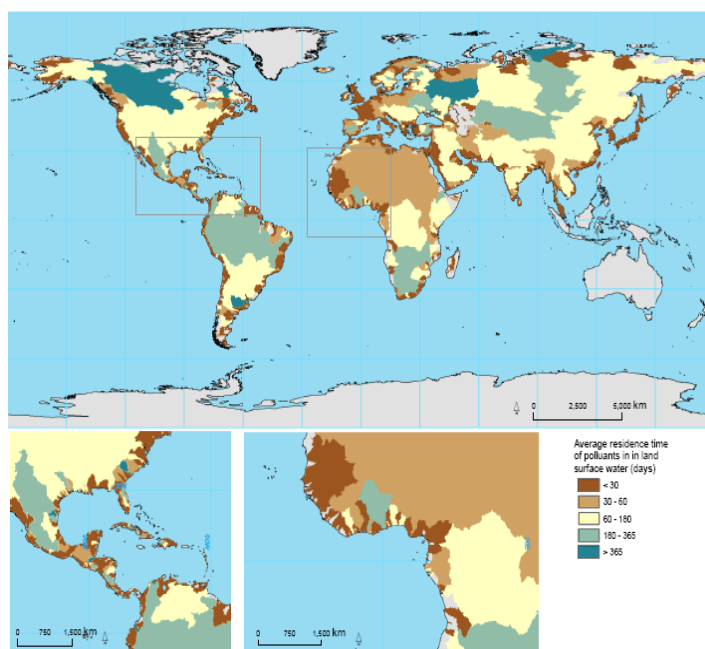 0 2,500 5,000 km
Average residence time
of polluants in in land
surface water (days)
< 30
30 - 60
60 - 180
180 - 365
> 365
0 750 1,500 km
0 750 1,500 km